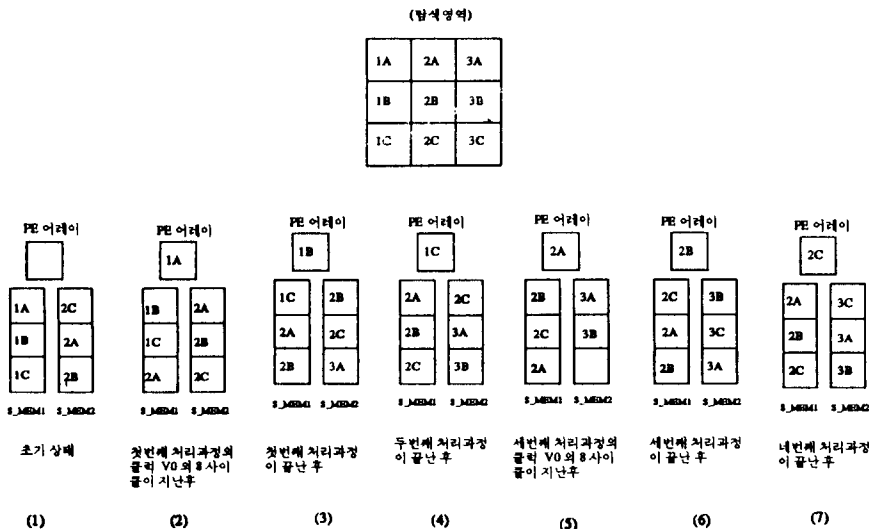 (탐색영역)
1A 2A 3A
1B 2B 3B
1C 2C 3C
PE 어레이 PE 어레이 PE 어레이 PE 어레이 PE 어레이 PE 어레이 PE 어레이
1A 1B 1C 2A 2B 2C
1A 2C 1B 2A 1C 2B 2A 2C 2B 3A 2C 3B 2A 3C
1B 2A 1C 2B 2A 2C 2B 3A 2C 3B 2A 3C 2B 3A
1C 2B 2A 2C 2B 3A 2C 3B 2A 2B 3A 2C 3B
S_MEM1 S_MEM2 S_MEM1 S_MEM2 S_MEM1 S_MEM2 S_MEM1 S_MEM2 S_MEM1 S_MEM2 S_MEM1 S_MEM2 S_MEM1 S_MEM2
초기 상태 첫번째 처리과정의 첫번째 처리과정 두번째 처리과정 세번째 처리과정의 세번째 처리과정 네번째 처리과정
클럭 V0 의 8 사이 이 끝난 후 이 끝난 후 클럭 V0 의 8 사이 이 끝난 후 이 끝난 후
클이 지난후 클이 지난후
(1) (2) (3) (4) (5) (6) (7)